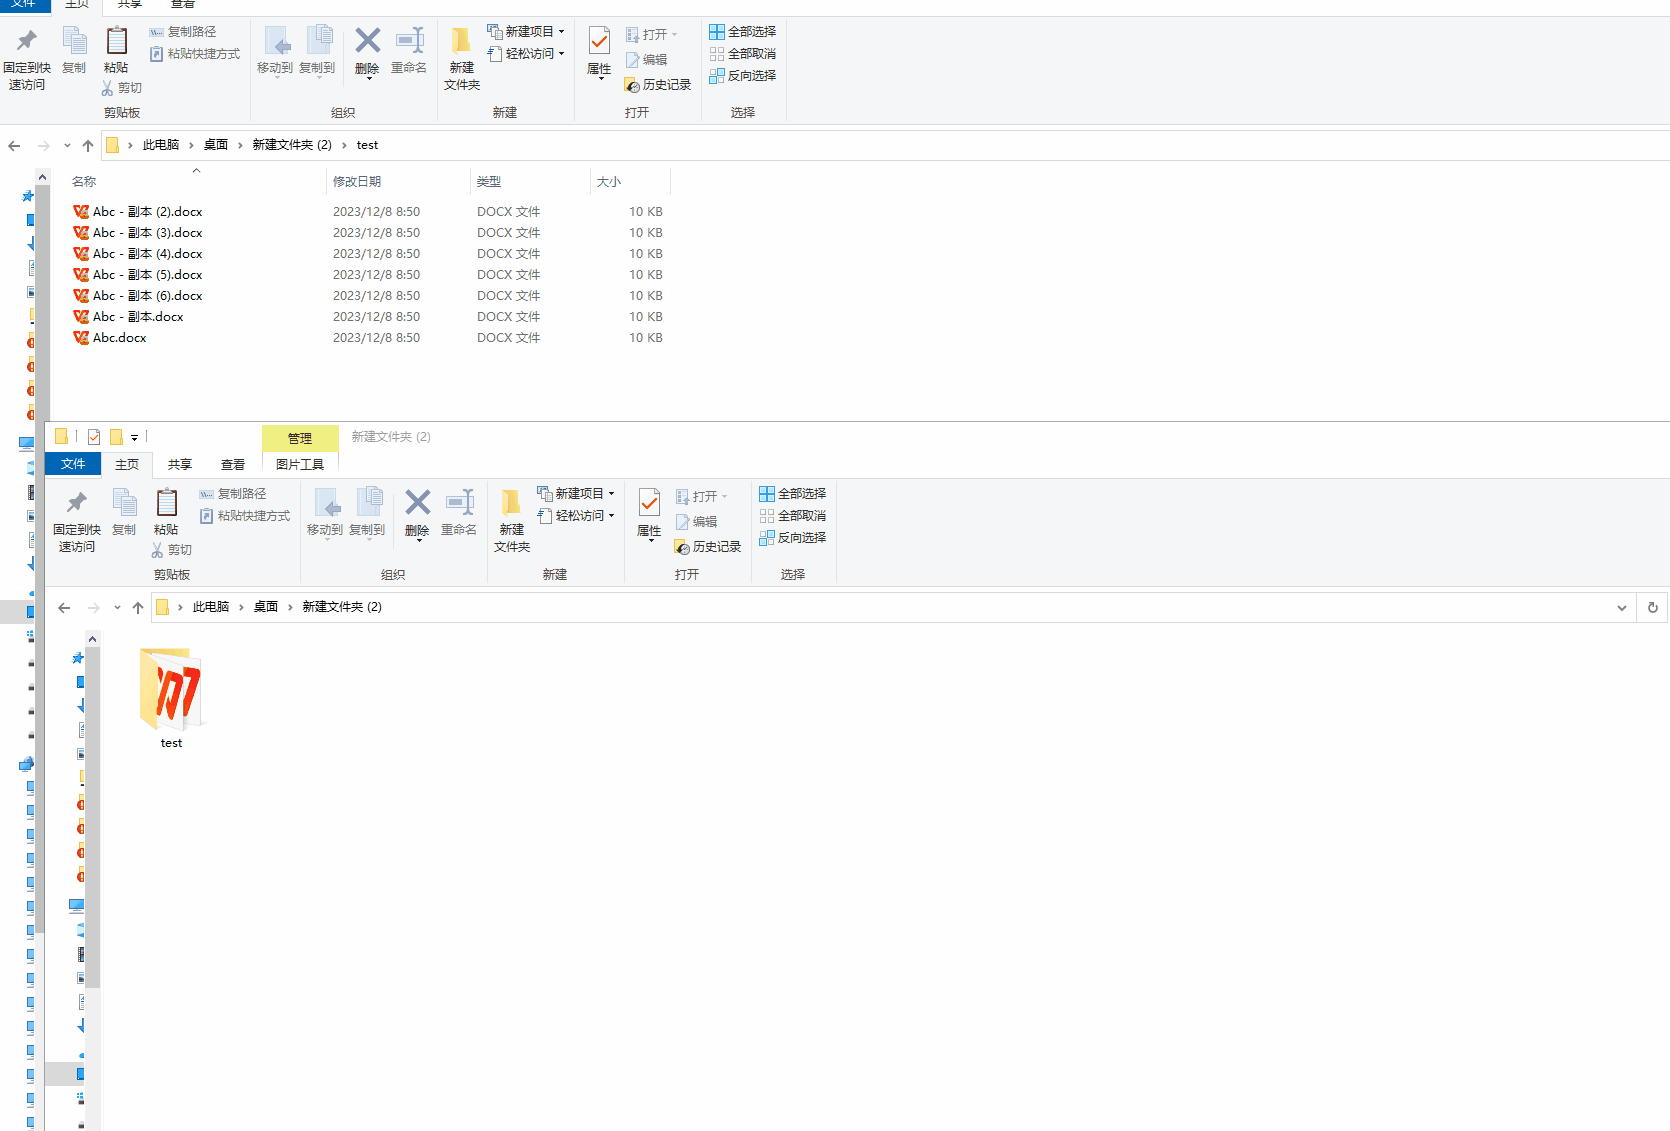 文件 主页 共享 查看
固定到快速访问 复制 粘贴 复制路径 粘贴快捷方式 剪切 移动到 复制到 删除 重命名 新建文件夹 新建项目 轻松访问 属性 打开 编辑 历史记录 全部选择 全部取消 反向选择
剪贴板 组织 新建 打开 选择
此电脑 › 桌面 › 新建文件夹 (2) › test
名称 修改日期 类型 大小
Abc - 副本 (2).docx 2023/12/8 8:50 DOCX 文件 10 KB
Abc - 副本 (3).docx 2023/12/8 8:50 DOCX 文件 10 KB
Abc - 副本 (4).docx 2023/12/8 8:50 DOCX 文件 10 KB
Abc - 副本 (5).docx 2023/12/8 8:50 DOCX 文件 10 KB
Abc - 副本 (6).docx 2023/12/8 8:50 DOCX 文件 10 KB
Abc - 副本.docx 2023/12/8 8:50 DOCX 文件 10 KB
Abc.docx 2023/12/8 8:50 DOCX 文件 10 KB
管理 新建文件夹 (2)
文件 主页 共享 查看 图片工具
固定到快速访问 复制 粘贴 复制路径 粘贴快捷方式 剪切 移动到 复制到 删除 重命名 新建文件夹 新建项目 轻松访问 属性 打开 编辑 历史记录 全部选择 全部取消 反向选择
剪贴板 组织 新建 打开 选择
此电脑 › 桌面 › 新建文件夹 (2)
test